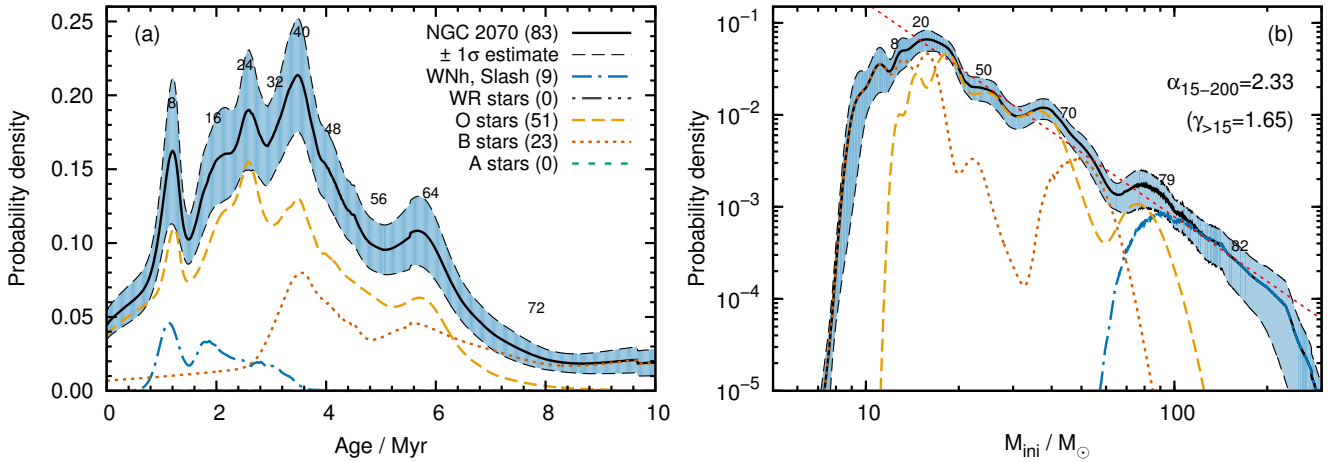 (a)
NGC 2070 (83)
± 1σ estimate
WNh, Slash (9)
WR stars (0)
O stars (51)
B stars (23)
A stars (0)
8
16
24
32
40
48
56
64
72
0.25
0.20
0.15
0.10
0.05
0.00
Probability density
0 2 4 6 8 10
Age / Myr
(b)
α15−200=2.33
(γ>15=1.65)
8
20
50
70
79
82
10−1
10−2
10−3
10−4
10−5
Probability density
10 100
Mini / M⊙